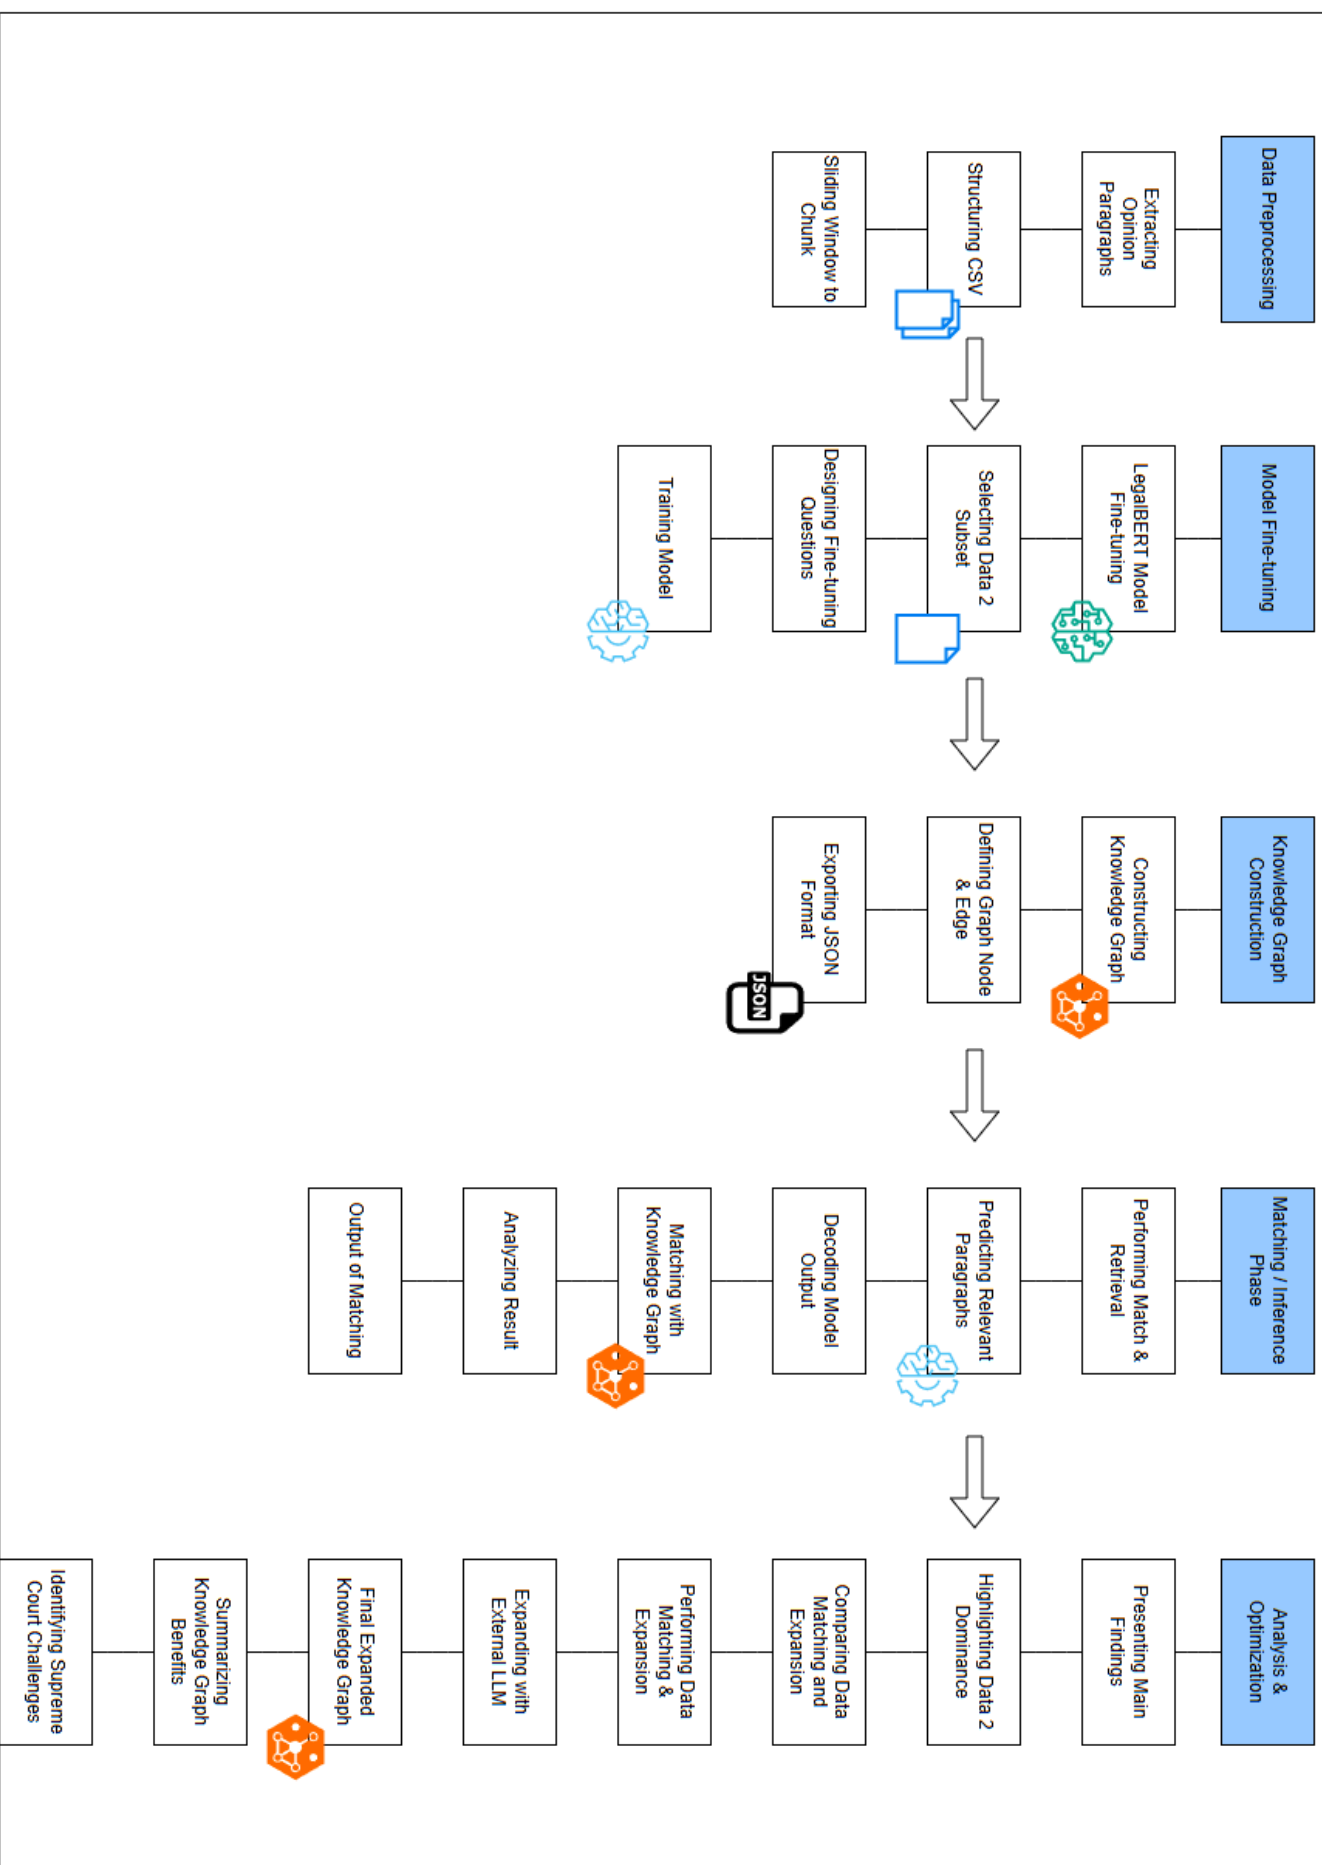 Data Preprocessing
Extracting
Opinion
Paragraphs
Structuring CSV
Sliding Window to
Chunk
Model Fine-tuning
LegalBERT Model
Fine-tuning
Selecting Data 2
Subset
Designing Fine-tuning
Questions
Training Model
Knowledge Graph
Construction
Constructing
Knowledge Graph
Defining Graph Node
& Edge
Exporting JSON
Format
JSON
Matching / Inference
Phase
Performing Match &
Retrieval
Predicting Relevant
Paragraphs
Decoding Model
Output
Matching with
Knowledge Graph
Analyzing Result
Output of Matching
Analysis &
Optimization
Presenting Main
Findings
Highlighting Data 2
Dominance
Comparing Data
Matching and
Expansion
Performing Data
Matching &
Expansion
Expanding with
External LLM
Final Expanded
Knowledge Graph
Summarizing
Knowledge Graph
Benefits
Identifying Supreme
Court Challenges